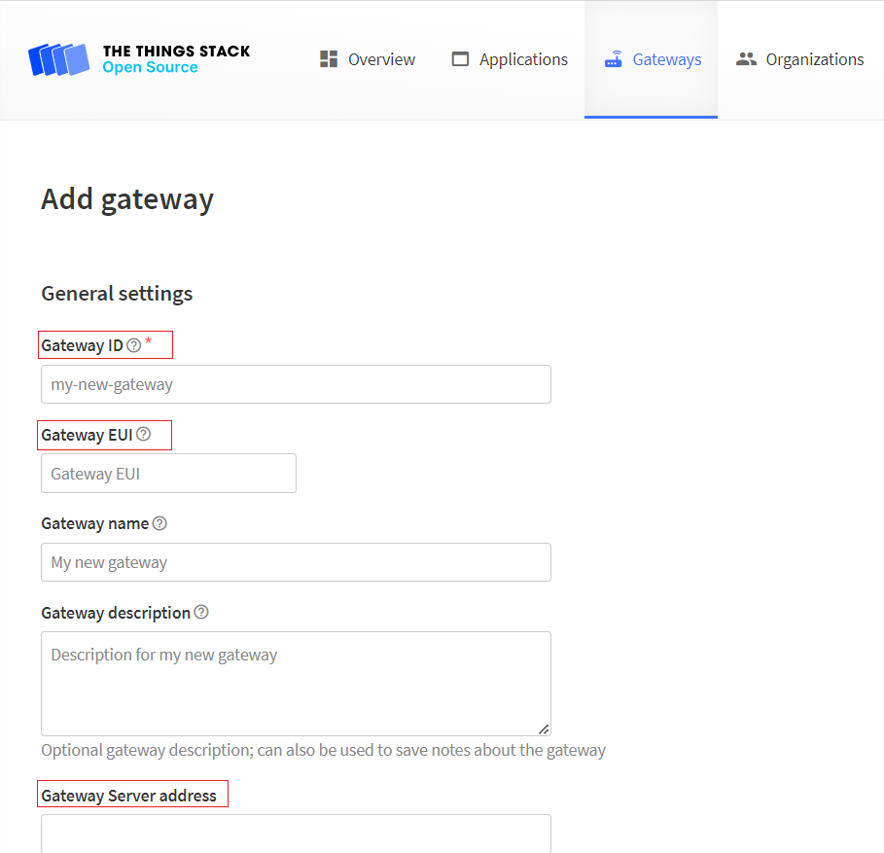 THE THINGS STACK
Open Source
Overview
Applications
Gateways
Organizations
Add gateway
General settings
Gateway ID ? *
my-new-gateway
Gateway EUI ?
Gateway EUI
Gateway name ?
My new gateway
Gateway description ?
Description for my new gateway
Optional gateway description; can also be used to save notes about the gateway
Gateway Server address